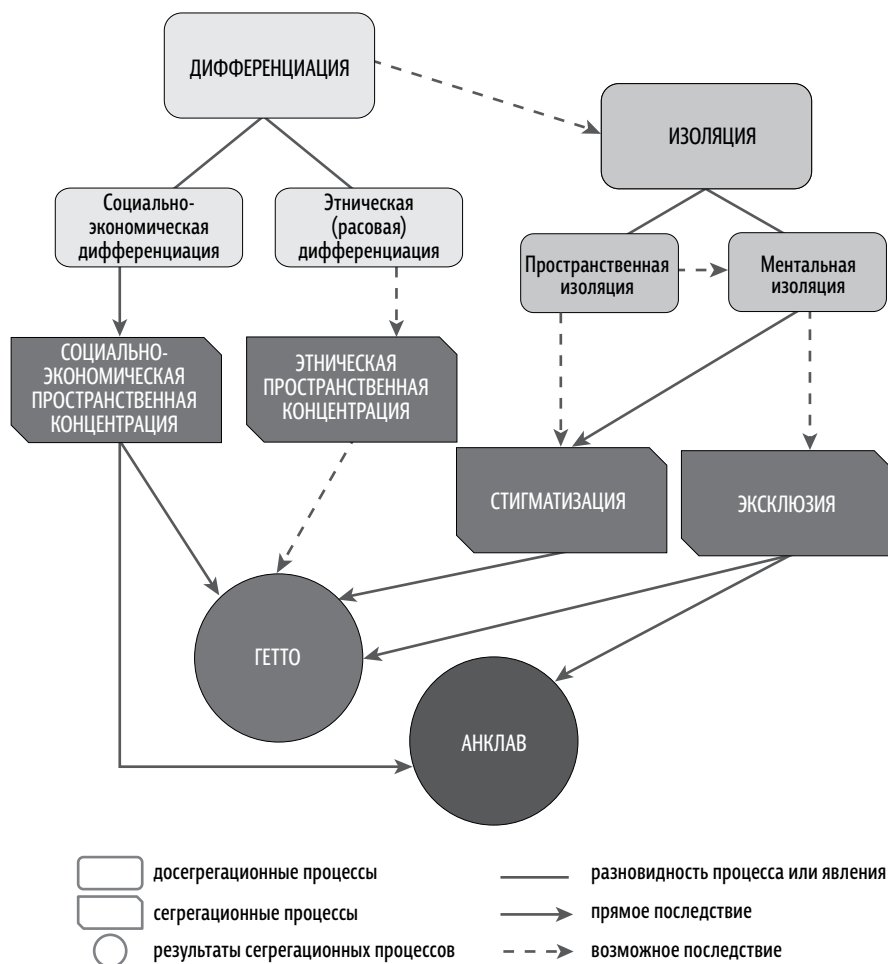 ДИФФЕРЕНЦИАЦИЯ
ИЗОЛЯЦИЯ
Социально-
экономическая
дифференциация
Этническая
(расовая)
дифференциация
Пространственная
изоляция
Ментальная
изоляция
СОЦИАЛЬНО-
ЭКОНОМИЧЕСКАЯ
ПРОСТРАНСТВЕННАЯ
КОНЦЕНТРАЦИЯ
ЭТНИЧЕСКАЯ
ПРОСТРАНСТВЕННАЯ
КОНЦЕНТРАЦИЯ
СТИГМАТИЗАЦИЯ
ЭКСКЛЮЗИЯ
ГЕТТО
АНКЛАВ
досегрегационные процессы
сегрегационные процессы
результаты сегрегационных процессов
разновидность процесса или явления
прямое последствие
возможное последствие